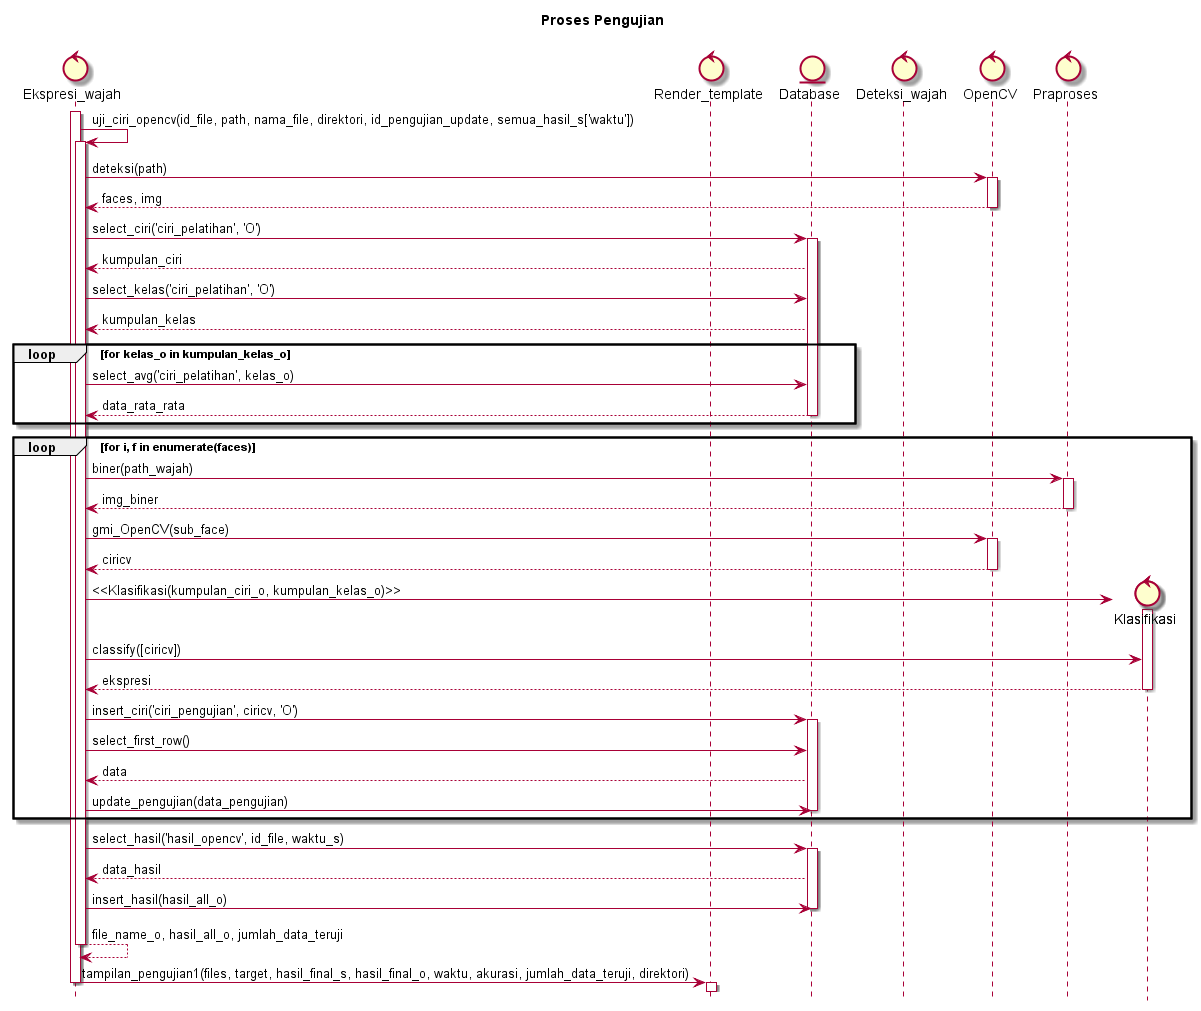 Proses Pengujian
Ekspresi_wajah
Render_template
Database
Deteksi_wajah
OpenCV
Praproses
uji_ciri_opencv(id_file, path, nama_file, direktori, id_pengujian_update, semua_hasil_s['waktu'])
deteksi(path)
faces, img
select_ciri('ciri_pelatihan', 'O')
kumpulan_ciri
select_kelas('ciri_pelatihan', 'O')
kumpulan_kelas
loop [for kelas_o in kumpulan_kelas_o]
select_avg('ciri_pelatihan', kelas_o)
data_rata_rata
loop [for i, f in enumerate(faces)]
biner(path_wajah)
img_biner
gmi_OpenCV(sub_face)
ciricv
<<Klasifikasi(kumpulan_ciri_o, kumpulan_kelas_o)>>
Klasifikasi
classify([ciricv])
ekspresi
insert_ciri('ciri_pengujian', ciricv, 'O')
select_first_row()
data
update_pengujian(data_pengujian)
select_hasil('hasil_opencv', id_file, waktu_s)
data_hasil
insert_hasil(hasil_all_o)
file_name_o, hasil_all_o, jumlah_data_teruji
tampilan_pengujian1(files, target, hasil_final_s, hasil_final_o, waktu, akurasi, jumlah_data_teruji, direktori)